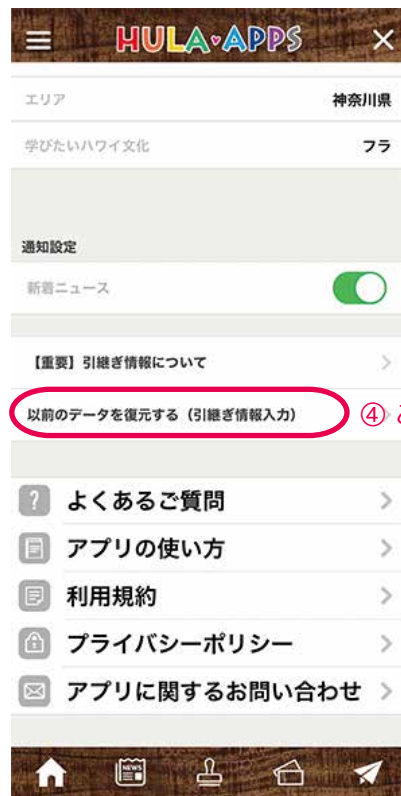 HULA♥APPS
エリア 神奈川県
学びたいハワイ文化 フラ
通知設定
新着ニュース
【重要】引継ぎ情報について
以前のデータを復元する（引継ぎ情報入力）
④
よくあるご質問
アプリの使い方
利用規約
プライバシーポリシー
アプリに関するお問い合わせ
NEWS